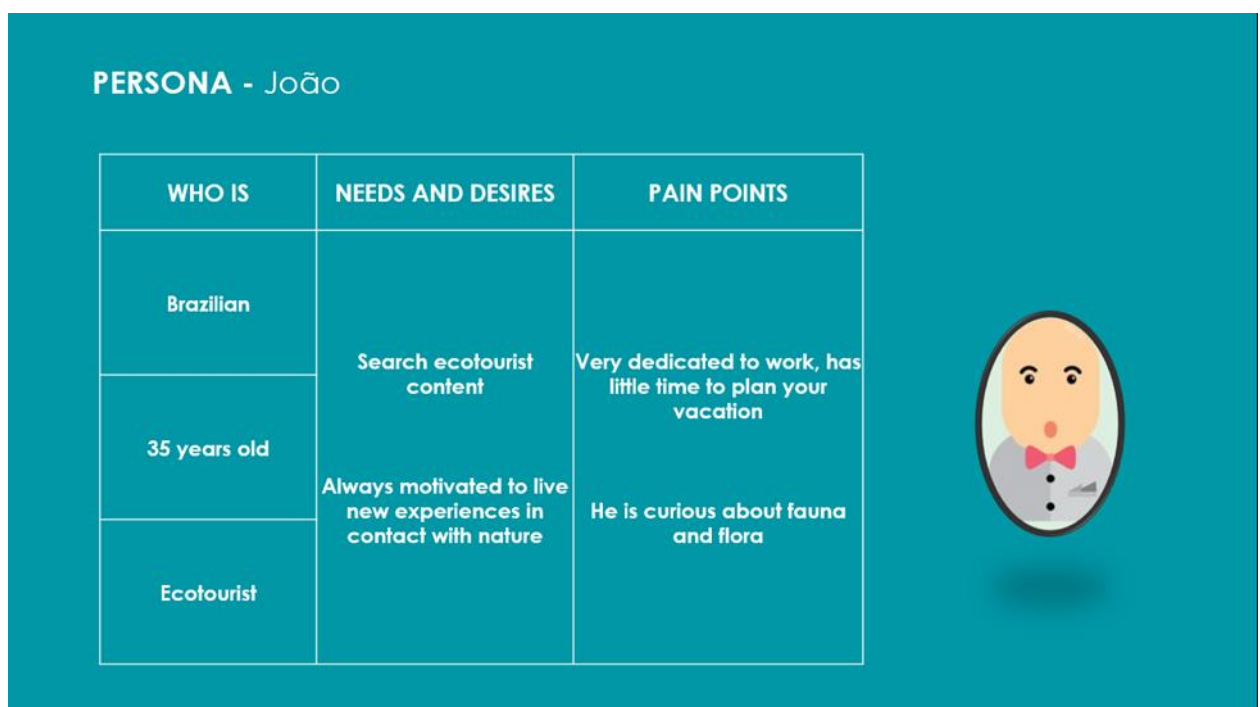 PERSONA - João
WHO IS
NEEDS AND DESIRES
PAIN POINTS
Brazilian
35 years old
Ecotourist
Search ecotourist
content
Always motivated to live
new experiences in
contact with nature
Very dedicated to work, has
little time to plan your
vacation
He is curious about fauna
and flora